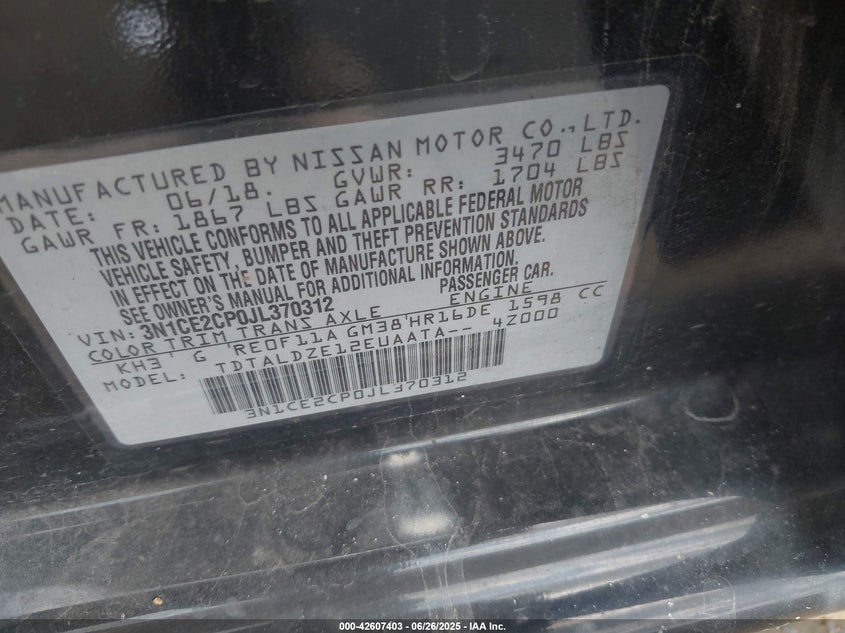 MANUFACTURED BY NISSAN MOTOR CO.,LTD.
DATE: 06/18. GVWR: 3470 LBS
GAWR FR: 1867 LBS GAWR RR: 1704 LBS
THIS VEHICLE CONFORMS TO ALL APPLICABLE FEDERAL MOTOR
VEHICLE SAFETY, BUMPER AND THEFT PREVENTION STANDARDS
IN EFFECT ON THE DATE OF MANUFACTURE SHOWN ABOVE.
SEE OWNER'S MANUAL FOR ADDITIONAL INFORMATION.
VIN: 3N1CE2CP0JL370312 PASSENGER CAR.
COLOR TRIM TRANS AXLE ENGINE
KH3 G RE0F11A GM38 HR16DE 1598 CC
MODEL: TDTALDZE12EUAATA-- 4Z000
3N1CE2CP0JL370312
000-42607403 - 06/26/2025 - IAA Inc.